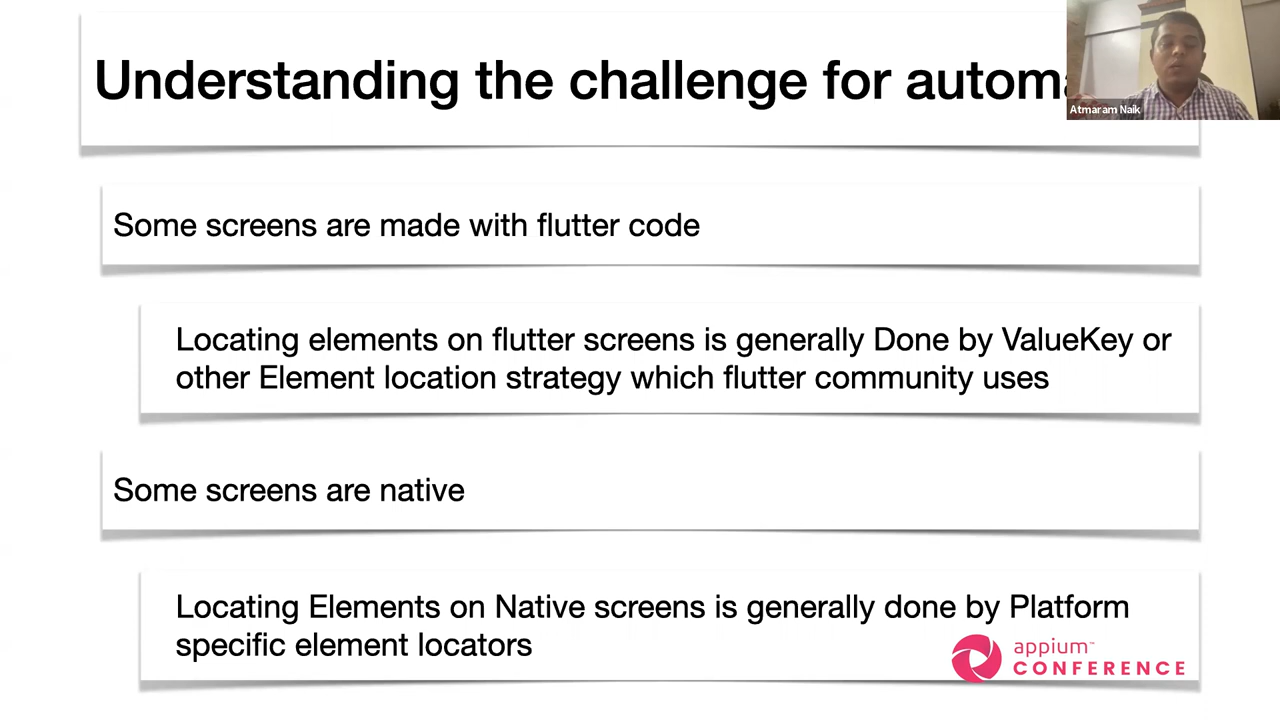 Understanding the challenge for autom
Atmaram Naik
Some screens are made with flutter code
Locating elements on flutter screens is generally Done by ValueKey or
other Element location strategy which flutter community uses
Some screens are native
Locating Elements on Native screens is generally done by Platform
specific element locators
appium™
CONFERENCE